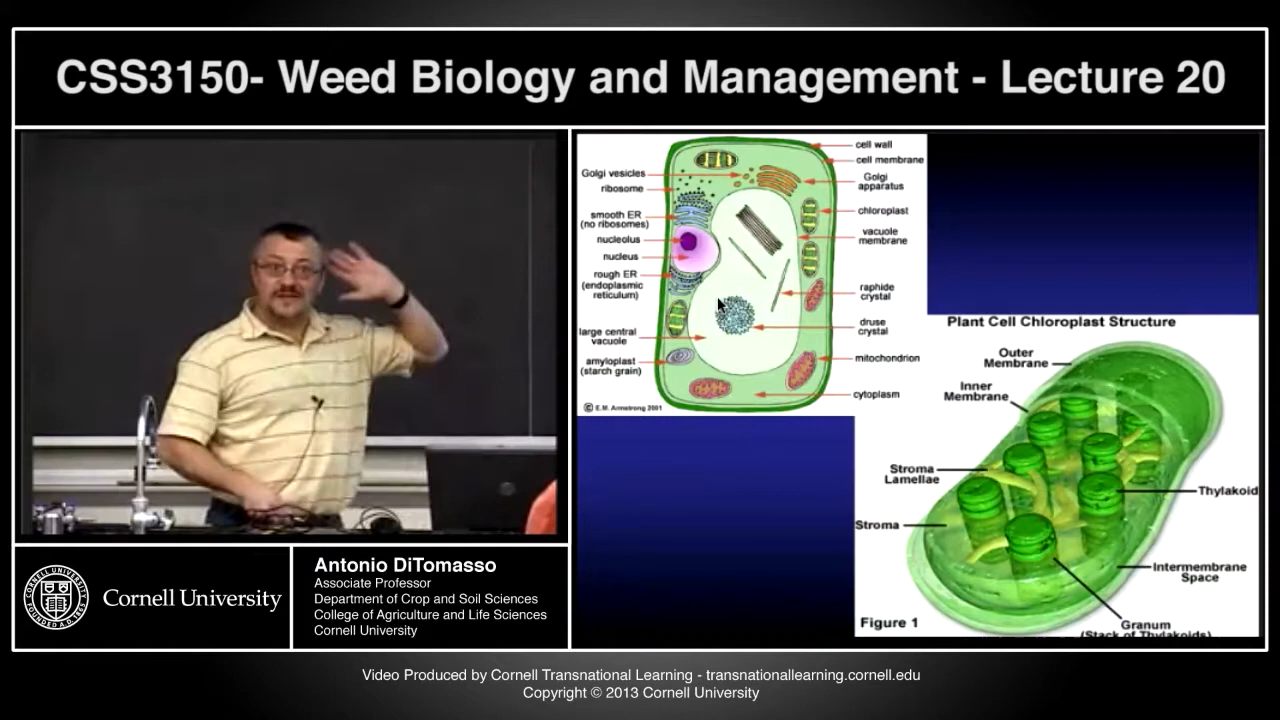 CSS3150- Weed Biology and Management - Lecture 20
Golgi vesicles
ribosome
smooth ER
(no ribosomes)
nucleolus
nucleus
rough ER
(endoplasmic
reticulum)
large central
vacuole
amyloplast
(starch grain)
© E.M. Armstrong 2001
cell wall
cell membrane
Golgi
apparatus
chloroplast
vacuole
membrane
raphide
crystal
druse
crystal
mitochondrion
cytoplasm
Plant Cell Chloroplast Structure
Outer
Membrane
Inner
Membrane
Stroma
Lamellae
Stroma
Thylakoid
Intermembrane
Space
Granum
(Stack of Thylakoids)
Figure 1
Cornell University
Antonio DiTomasso
Associate Professor
Department of Crop and Soil Sciences
College of Agriculture and Life Sciences
Cornell University
Video Produced by Cornell Transnational Learning - transnationallearning.cornell.edu
Copyright © 2013 Cornell University